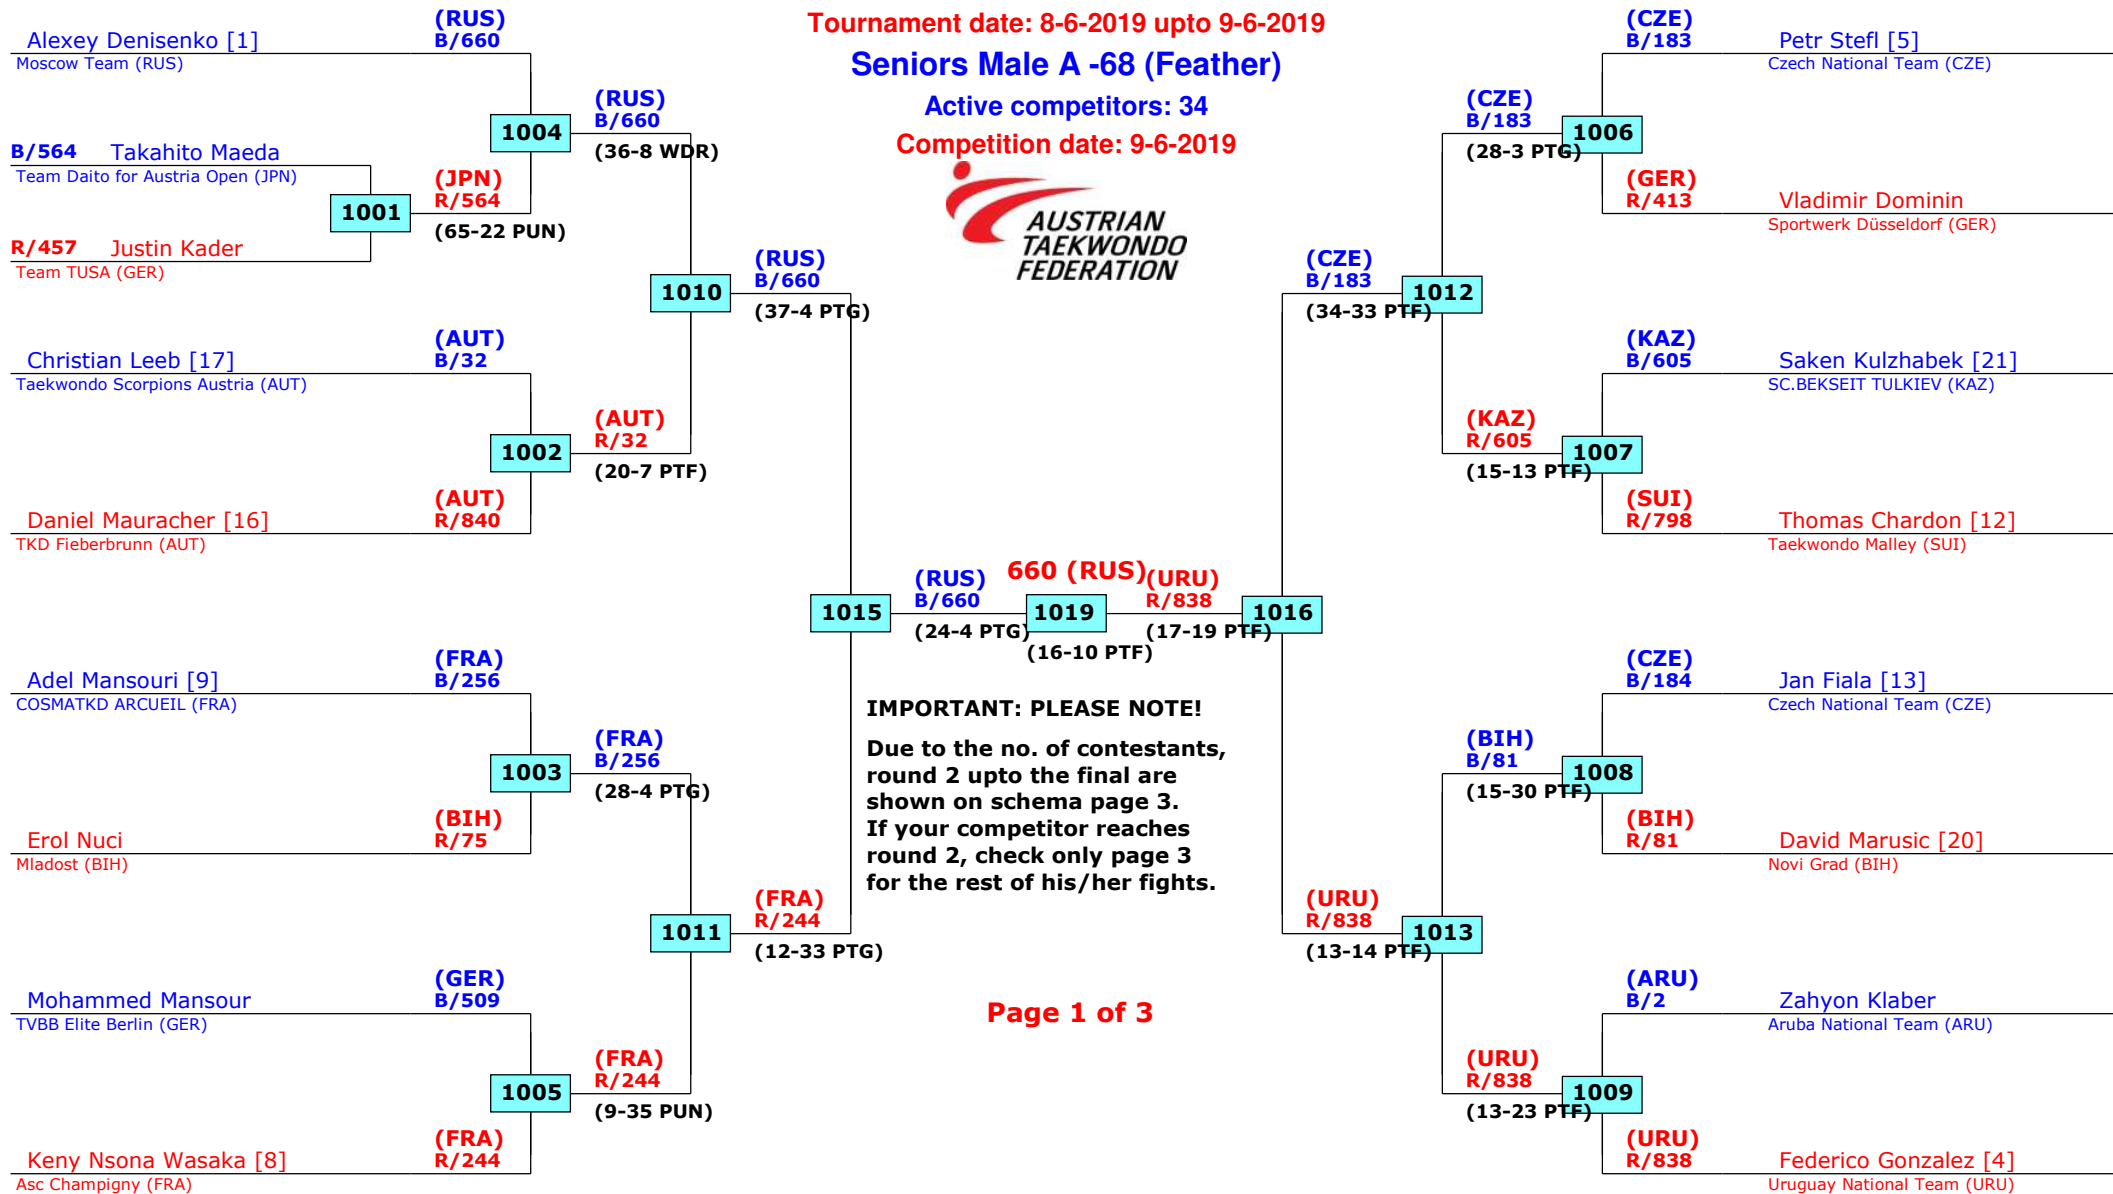 Tournament date: 8-6-2019 upto 9-6-2019
Seniors Male A -68 (Feather)
Active competitors: 34
Competition date: 9-6-2019
AUSTRIAN
TAEKWONDO
FEDERATION
(RUS)
Alexey Denisenko [1] B/660
Moscow Team (RUS)
(RUS)
B/660
1004
(36-8 WDR)
B/564 Takahito Maeda
Team Daito for Austria Open (JPN)
(JPN)
R/564
1001
(65-22 PUN)
R/457 Justin Kader
Team TUSA (GER)
(RUS)
B/660
1010
(37-4 PTG)
(AUT)
Christian Leeb [17] B/32
Taekwondo Scorpions Austria (AUT)
(AUT)
R/32
1002
(20-7 PTF)
(AUT)
Daniel Mauracher [16] R/840
TKD Fieberbrunn (AUT)
(RUS)
B/660
1015
(24-4 PTG)
(FRA)
Adel Mansouri [9] B/256
COSMATKD ARCUEIL (FRA)
(FRA)
B/256
1003
(28-4 PTG)
(BIH)
Erol Nuci R/75
Mladost (BIH)
(FRA)
R/244
1011
(12-33 PTG)
(GER)
Mohammed Mansour B/509
TVBB Elite Berlin (GER)
(FRA)
R/244
1005
(9-35 PUN)
(FRA)
Keny Nsona Wasaka [8] R/244
Asc Champigny (FRA)
660 (RUS)
1019
(16-10 PTF)
IMPORTANT: PLEASE NOTE!
Due to the no. of contestants,
round 2 upto the final are
shown on schema page 3.
If your competitor reaches
round 2, check only page 3
for the rest of his/her fights.
Page 1 of 3
(URU)
R/838
1016
(17-19 PTF)
(CZE)
B/183 Petr Stefl [5]
Czech National Team (CZE)
(CZE)
B/183
1006
(28-3 PTG)
(GER)
R/413 Vladimir Dominin
Sportwerk Düsseldorf (GER)
(CZE)
B/183
1012
(34-33 PTF)
(KAZ)
B/605 Saken Kulzhabek [21]
SC.BEKSEIT TULKIEV (KAZ)
(KAZ)
R/605
1007
(15-13 PTF)
(SUI)
R/798 Thomas Chardon [12]
Taekwondo Malley (SUI)
(CZE)
B/184 Jan Fiala [13]
Czech National Team (CZE)
(BIH)
B/81
1008
(15-30 PTF)
(BIH)
R/81 David Marusic [20]
Novi Grad (BIH)
(URU)
R/838
1013
(13-14 PTF)
(ARU)
B/2 Zahyon Klaber
Aruba National Team (ARU)
(URU)
R/838
1009
(13-23 PTF)
(URU)
R/838 Federico Gonzalez [4]
Uruguay National Team (URU)